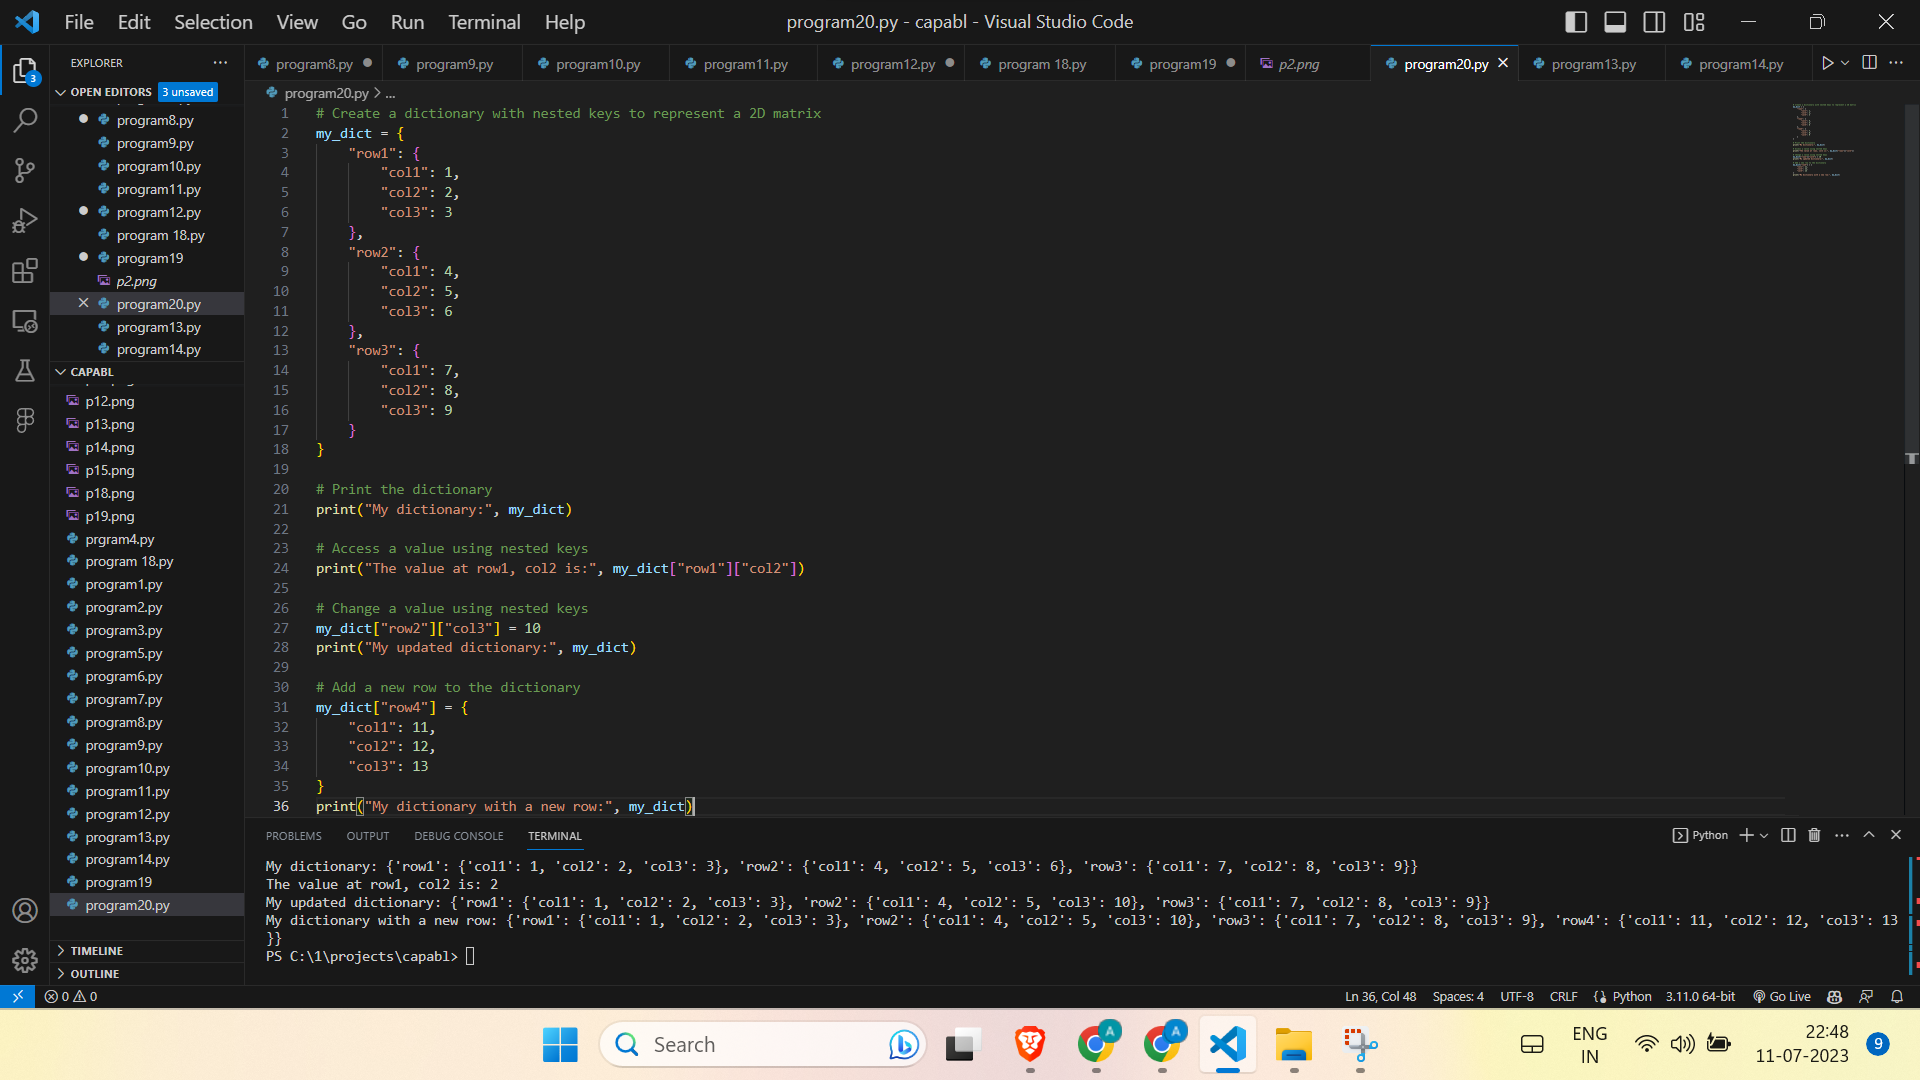 File Edit Selection View Go Run Terminal Help
program20.py - capabl - Visual Studio Code
EXPLORER
program8.py program9.py program10.py program11.py program12.py program 18.py program19 p2.png program20.py program13.py program14.py
OPEN EDITORS 3 unsaved
program8.py
program9.py
program10.py
program11.py
program12.py
program 18.py
program19
p2.png
program20.py
program13.py
program14.py
CAPABL
p12.png
p13.png
p14.png
p15.png
p18.png
p19.png
prgram4.py
program 18.py
program1.py
program2.py
program3.py
program5.py
program6.py
program7.py
program8.py
program9.py
program10.py
program11.py
program12.py
program13.py
program14.py
program19
program20.py
TIMELINE
OUTLINE
3
program20.py > ...
1 # Create a dictionary with nested keys to represent a 2D matrix
2 my_dict = {
3     "row1": {
4         "col1": 1,
5         "col2": 2,
6         "col3": 3
7     },
8     "row2": {
9         "col1": 4,
10         "col2": 5,
11         "col3": 6
12     },
13     "row3": {
14         "col1": 7,
15         "col2": 8,
16         "col3": 9
17     }
18 }
19
20 # Print the dictionary
21 print("My dictionary:", my_dict)
22
23 # Access a value using nested keys
24 print("The value at row1, col2 is:", my_dict["row1"]["col2"])
25
26 # Change a value using nested keys
27 my_dict["row2"]["col3"] = 10
28 print("My updated dictionary:", my_dict)
29
30 # Add a new row to the dictionary
31 my_dict["row4"] = {
32     "col1": 11,
33     "col2": 12,
34     "col3": 13
35 }
36 print("My dictionary with a new row:", my_dict)
PROBLEMS OUTPUT DEBUG CONSOLE TERMINAL Python
My dictionary: {'row1': {'col1': 1, 'col2': 2, 'col3': 3}, 'row2': {'col1': 4, 'col2': 5, 'col3': 6}, 'row3': {'col1': 7, 'col2': 8, 'col3': 9}}
The value at row1, col2 is: 2
My updated dictionary: {'row1': {'col1': 1, 'col2': 2, 'col3': 3}, 'row2': {'col1': 4, 'col2': 5, 'col3': 10}, 'row3': {'col1': 7, 'col2': 8, 'col3': 9}}
My dictionary with a new row: {'row1': {'col1': 1, 'col2': 2, 'col3': 3}, 'row2': {'col1': 4, 'col2': 5, 'col3': 10}, 'row3': {'col1': 7, 'col2': 8, 'col3': 9}, 'row4': {'col1': 11, 'col2': 12, 'col3': 13
}}
PS C:\1\projects\capabl>
0 0 Ln 36, Col 48 Spaces: 4 UTF-8 CRLF Python 3.11.0 64-bit Go Live
Search
A A
ENG
IN
22:48
11-07-2023
9